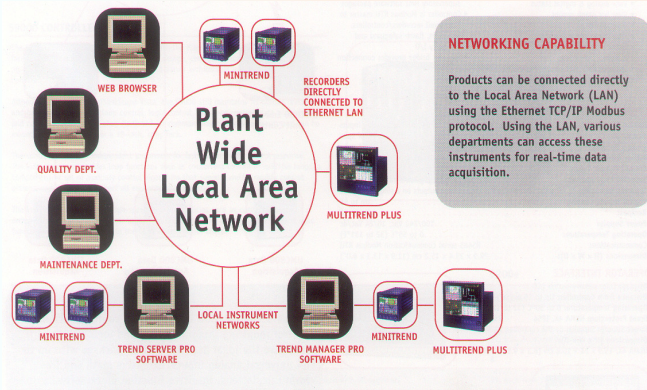 WEB BROWSER
MINITREND
RECORDERS
DIRECTLY
CONNECTED TO
ETHERNET LAN
QUALITY DEPT.
Plant
Wide
Local Area
Network
MULTITREND PLUS
MAINTENANCE DEPT.
MINITREND
TREND SERVER PRO
SOFTWARE
LOCAL INSTRUMENT
NETWORKS
TREND MANAGER PRO
SOFTWARE
MINITREND
MULTITREND PLUS
NETWORKING CAPABILITY
Products can be connected directly
to the Local Area Network (LAN)
using the Ethernet TCP/IP Modbus
protocol. Using the LAN, various
departments can access these
instruments for real-time data
acquisition.